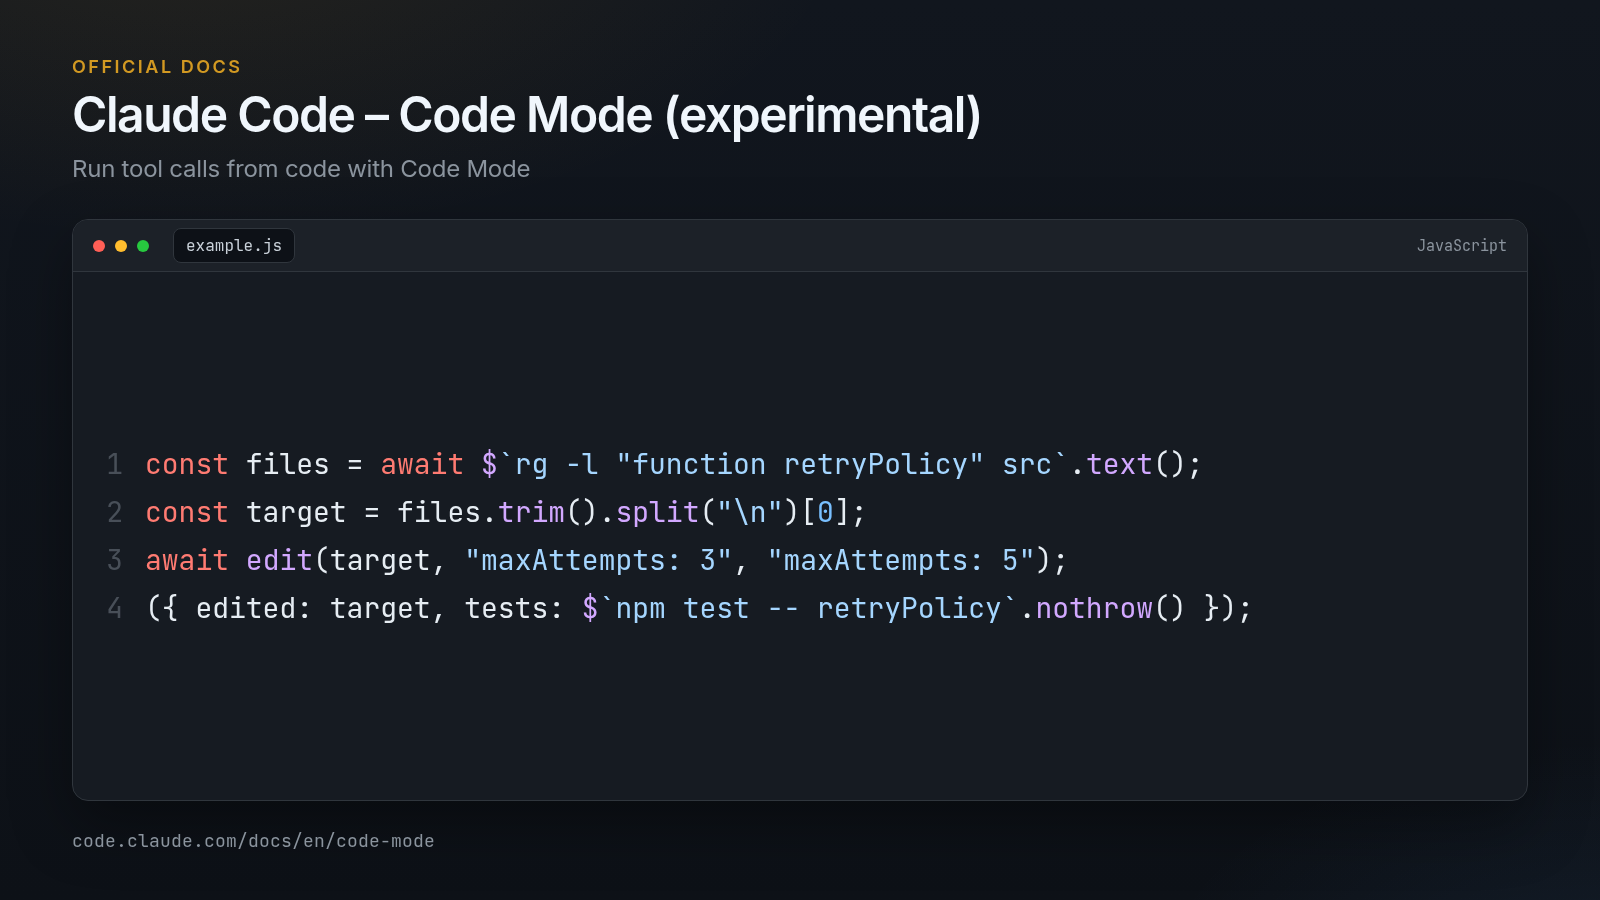 OFFICIAL DOCS
Claude Code – Code Mode (experimental)
Run tool calls from code with Code Mode
example.js
JavaScript
1 const files = await $`rg -l "function retryPolicy" src`.text();
2 const target = files.trim().split("\n")[0];
3 await edit(target, "maxAttempts: 3", "maxAttempts: 5");
4 ({ edited: target, tests: $`npm test -- retryPolicy`.nothrow() });
code.claude.com/docs/en/code-mode